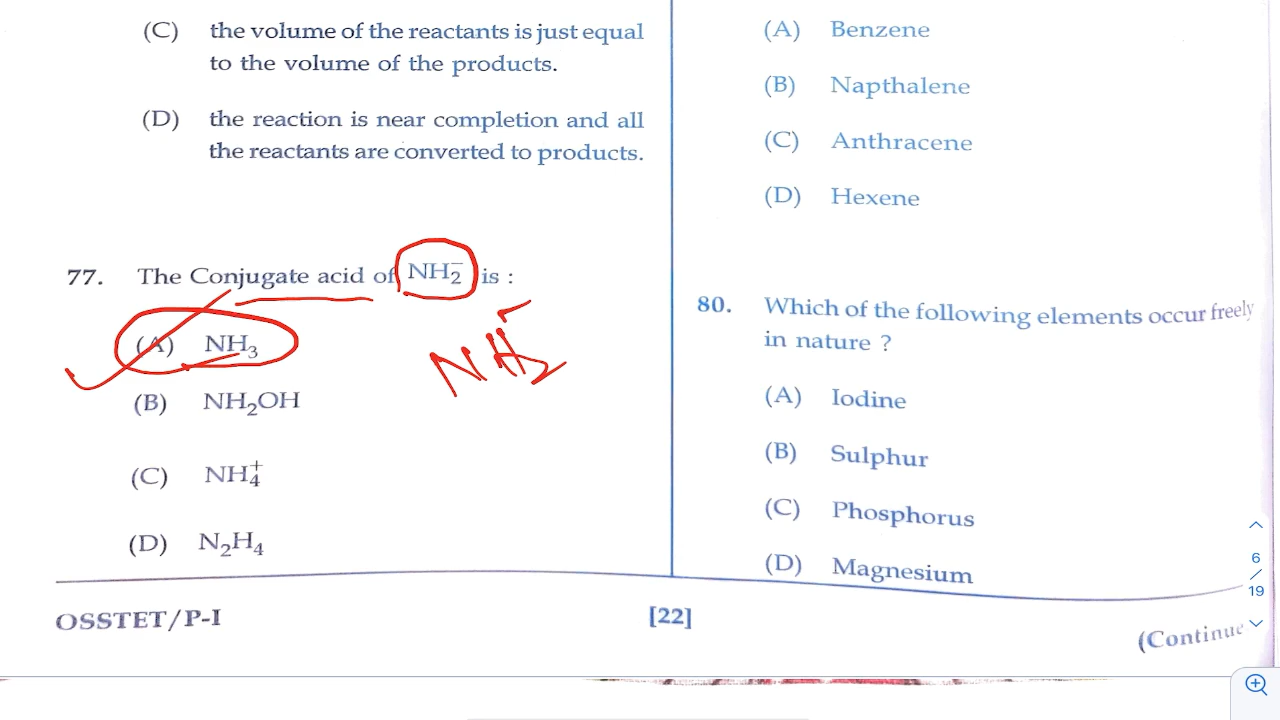 (C) the volume of the reactants is just equal
to the volume of the products.
(D) the reaction is near completion and all
the reactants are converted to products.
77. The Conjugate acid of NH₂⁻ is :
(A) NH₃
(B) NH₂OH
(C) NH₄⁺
(D) N₂H₄
NH₂⁻
OSSTET/P-I
(A) Benzene
(B) Napthalene
(C) Anthracene
(D) Hexene
80. Which of the following elements occur freely
in nature ?
(A) Iodine
(B) Sulphur
(C) Phosphorus
(D) Magnesium
[22]
(Continue
6
/
19